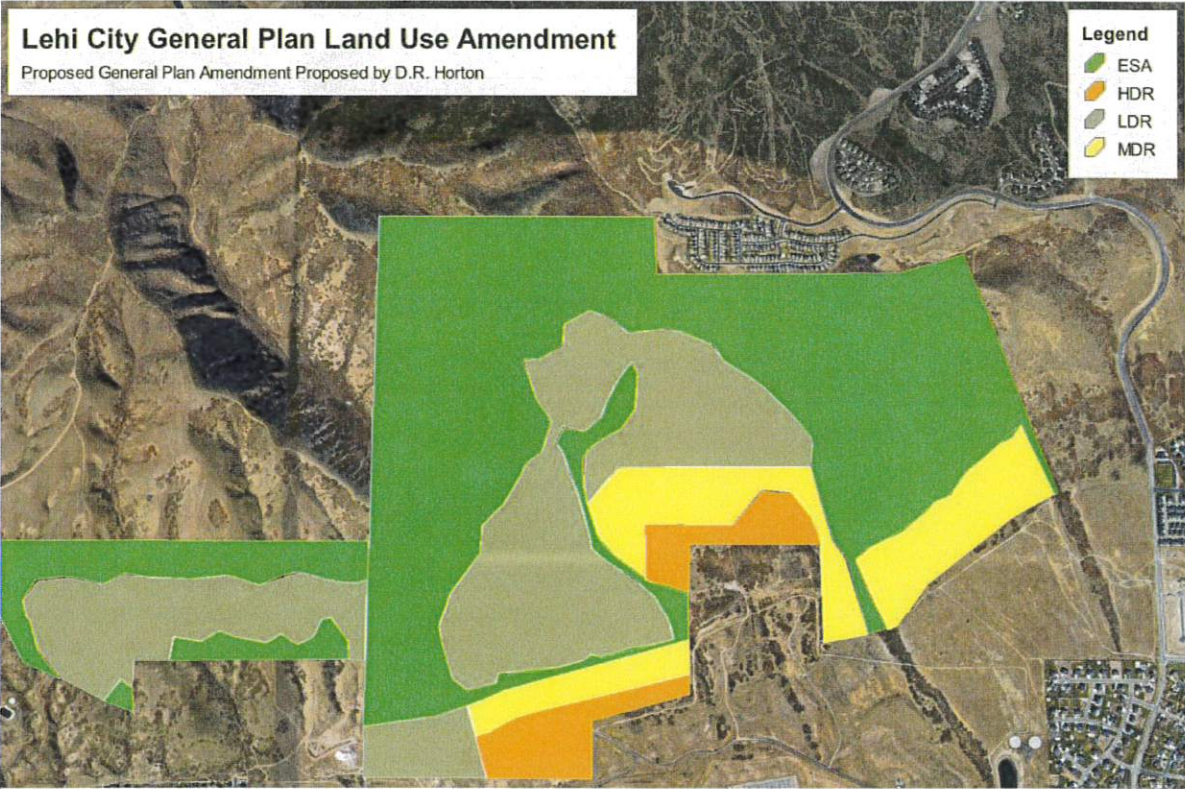 Lehi City General Plan Land Use Amendment
Proposed General Plan Amendment Proposed by D.R. Horton
Legend
ESA
HDR
LDR
MDR